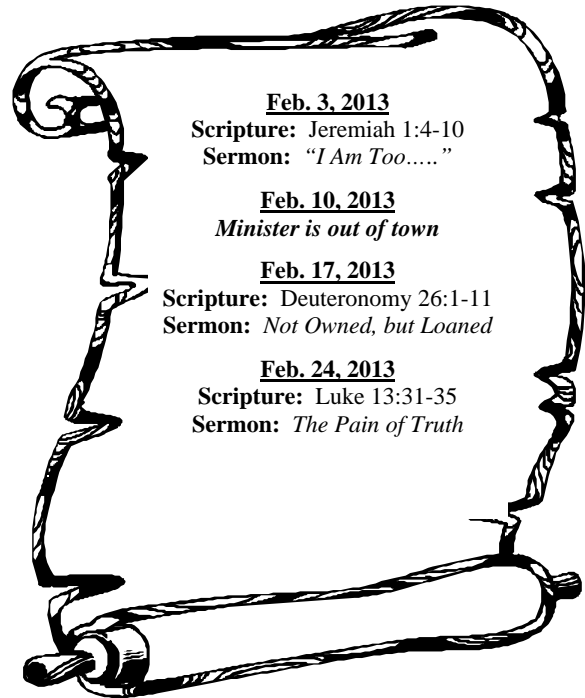 Feb. 3, 2013
Scripture: Jeremiah 1:4-10
Sermon: “I Am Too…..”
Feb. 10, 2013
Minister is out of town
Feb. 17, 2013
Scripture: Deuteronomy 26:1-11
Sermon: Not Owned, but Loaned
Feb. 24, 2013
Scripture: Luke 13:31-35
Sermon: The Pain of Truth